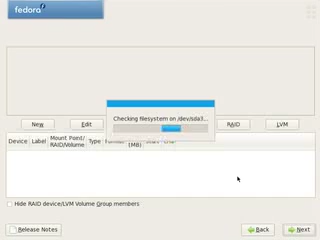 fedora
Checking filesystem on /dev/sda3...
New
Edit
RAID
LVM
Device
Label
Mount Point/
RAID/Volume
Type
(MB)
Hide RAID device/LVM Volume Group members
Release Notes
Back
Next